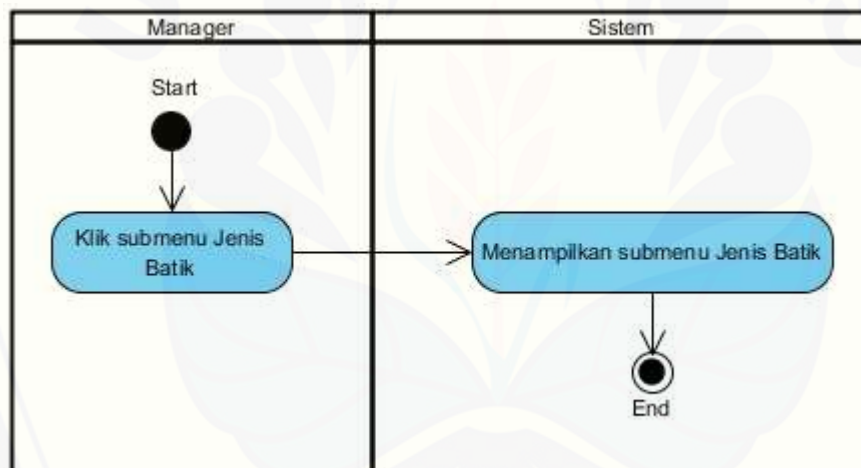 Manager
Sistem
Start
Klik submenu Jenis
Batik
Menampilkan submenu Jenis Batik
End